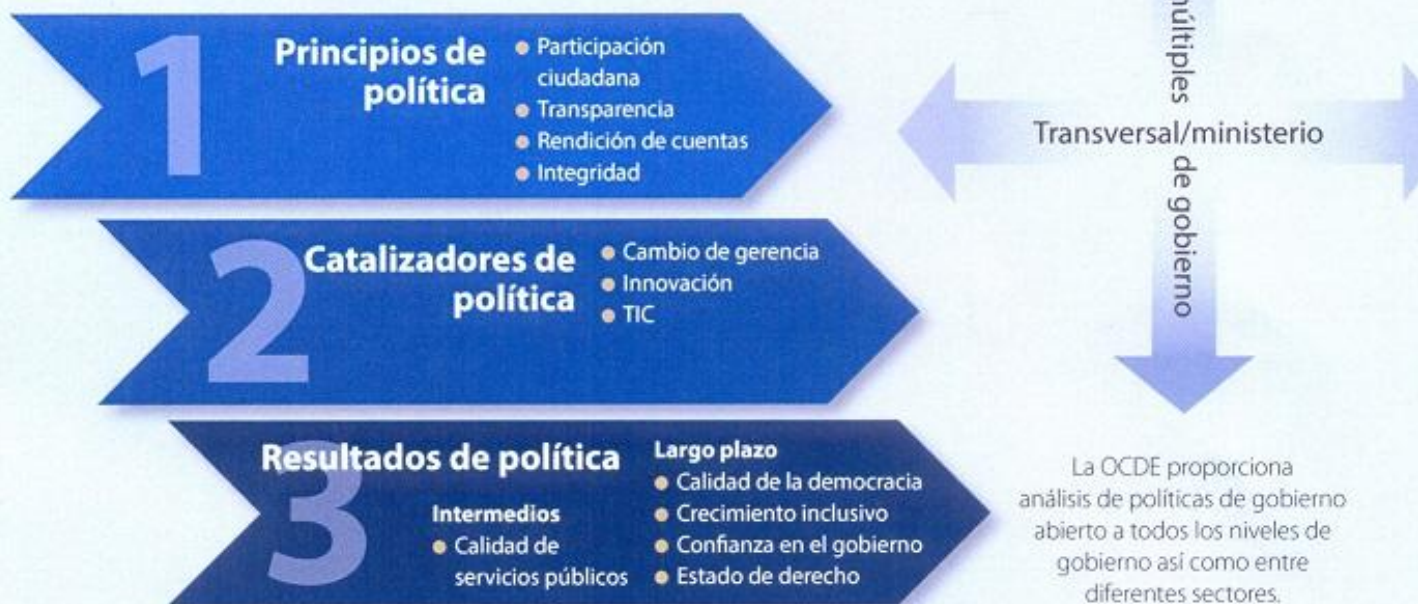 1
Principios de
política
● Participación
ciudadana
● Transparencia
● Rendición de cuentas
● Integridad
2
Catalizadores de
política
● Cambio de gerencia
● Innovación
● TIC
3
Resultados de política
Intermedios
● Calidad de
servicios públicos
Largo plazo
● Calidad de la democracia
● Crecimiento inclusivo
● Confianza en el gobierno
● Estado de derecho
múltiples
Transversal/ministerio
de gobierno
La OCDE proporciona
análisis de políticas de gobierno
abierto a todos los niveles de
gobierno así como entre
diferentes sectores.